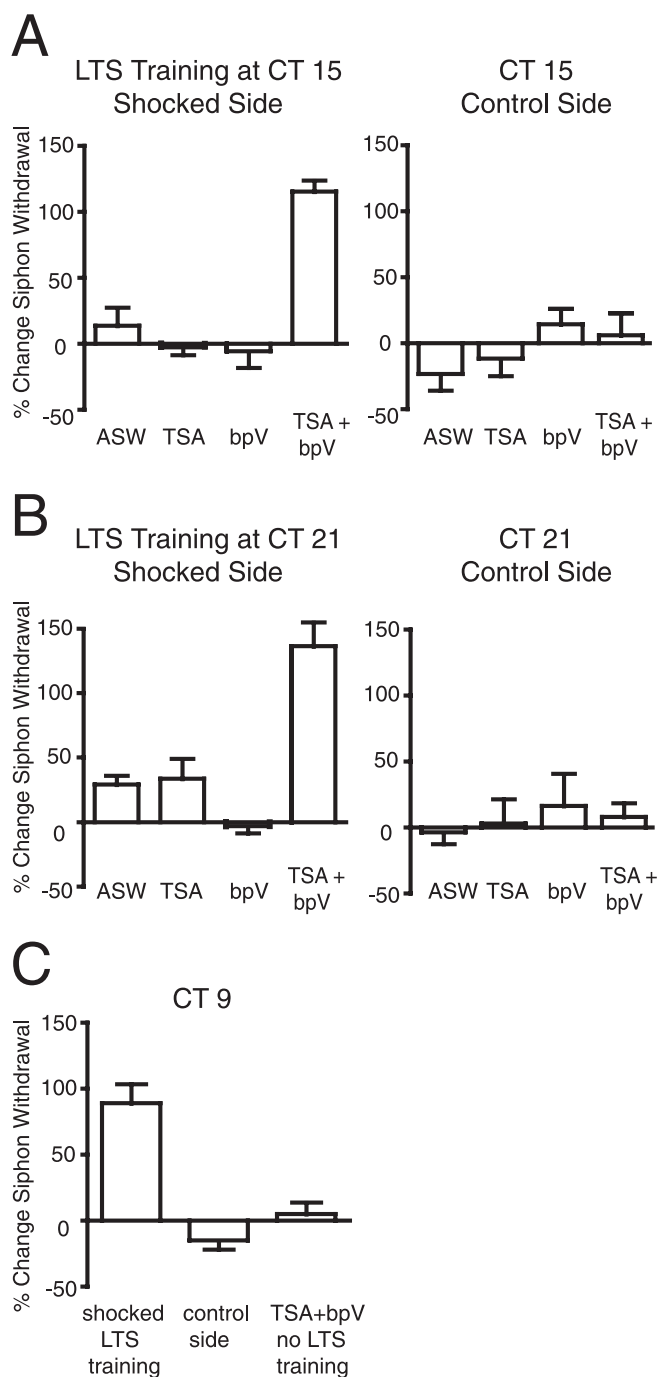 A
LTS Training at CT 15
Shocked Side
CT 15
Control Side
% Change Siphon Withdrawal
150
100
50
0
-50
ASW TSA bpV TSA +
bpV
150
100
50
0
-50
ASW TSA bpV TSA +
bpV
B
LTS Training at CT 21
Shocked Side
CT 21
Control Side
% Change Siphon Withdrawal
150
100
50
0
-50
ASW TSA bpV TSA +
bpV
150
100
50
0
-50
ASW TSA bpV TSA +
bpV
C
CT 9
% Change Siphon Withdrawal
150
100
50
0
-50
shocked
LTS
training
control
side
TSA+bpV
no LTS
training